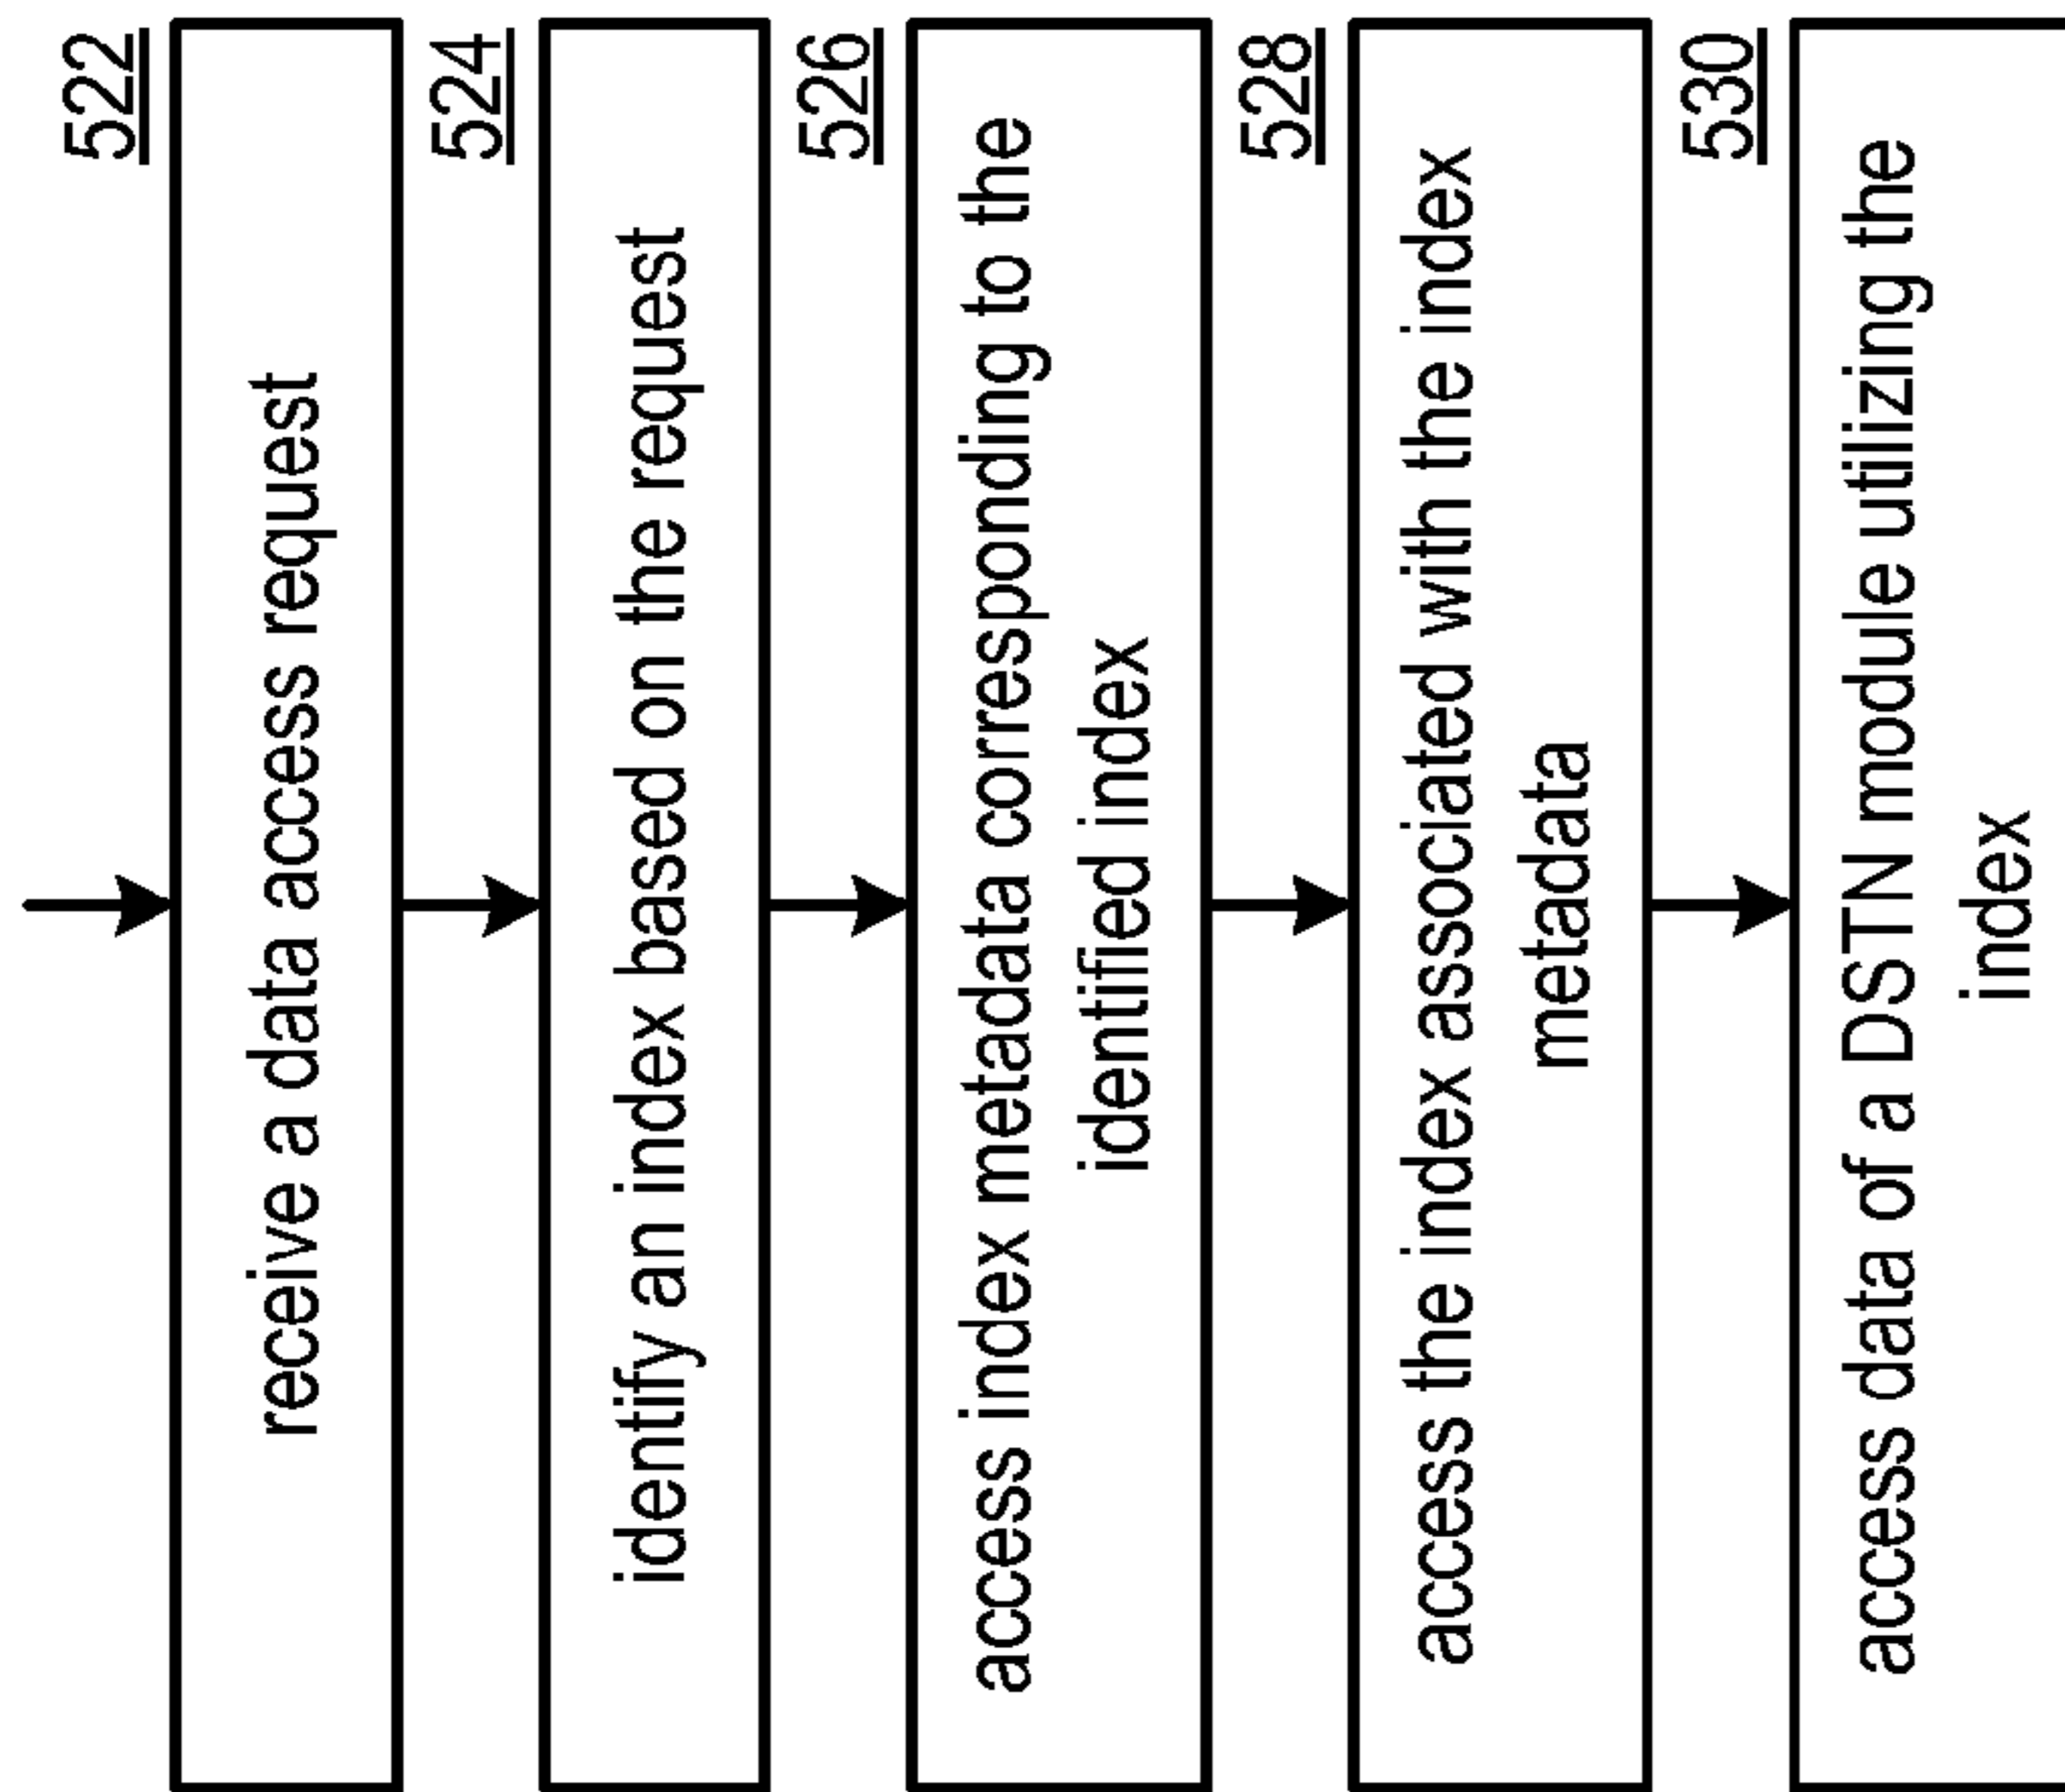 522
receive a data access request
524
identify an index based on the request
526
access index metadata corresponding to the
identified index
528
access the index associated with the index
metadata
530
access data of a DSTN module utilizing the
index